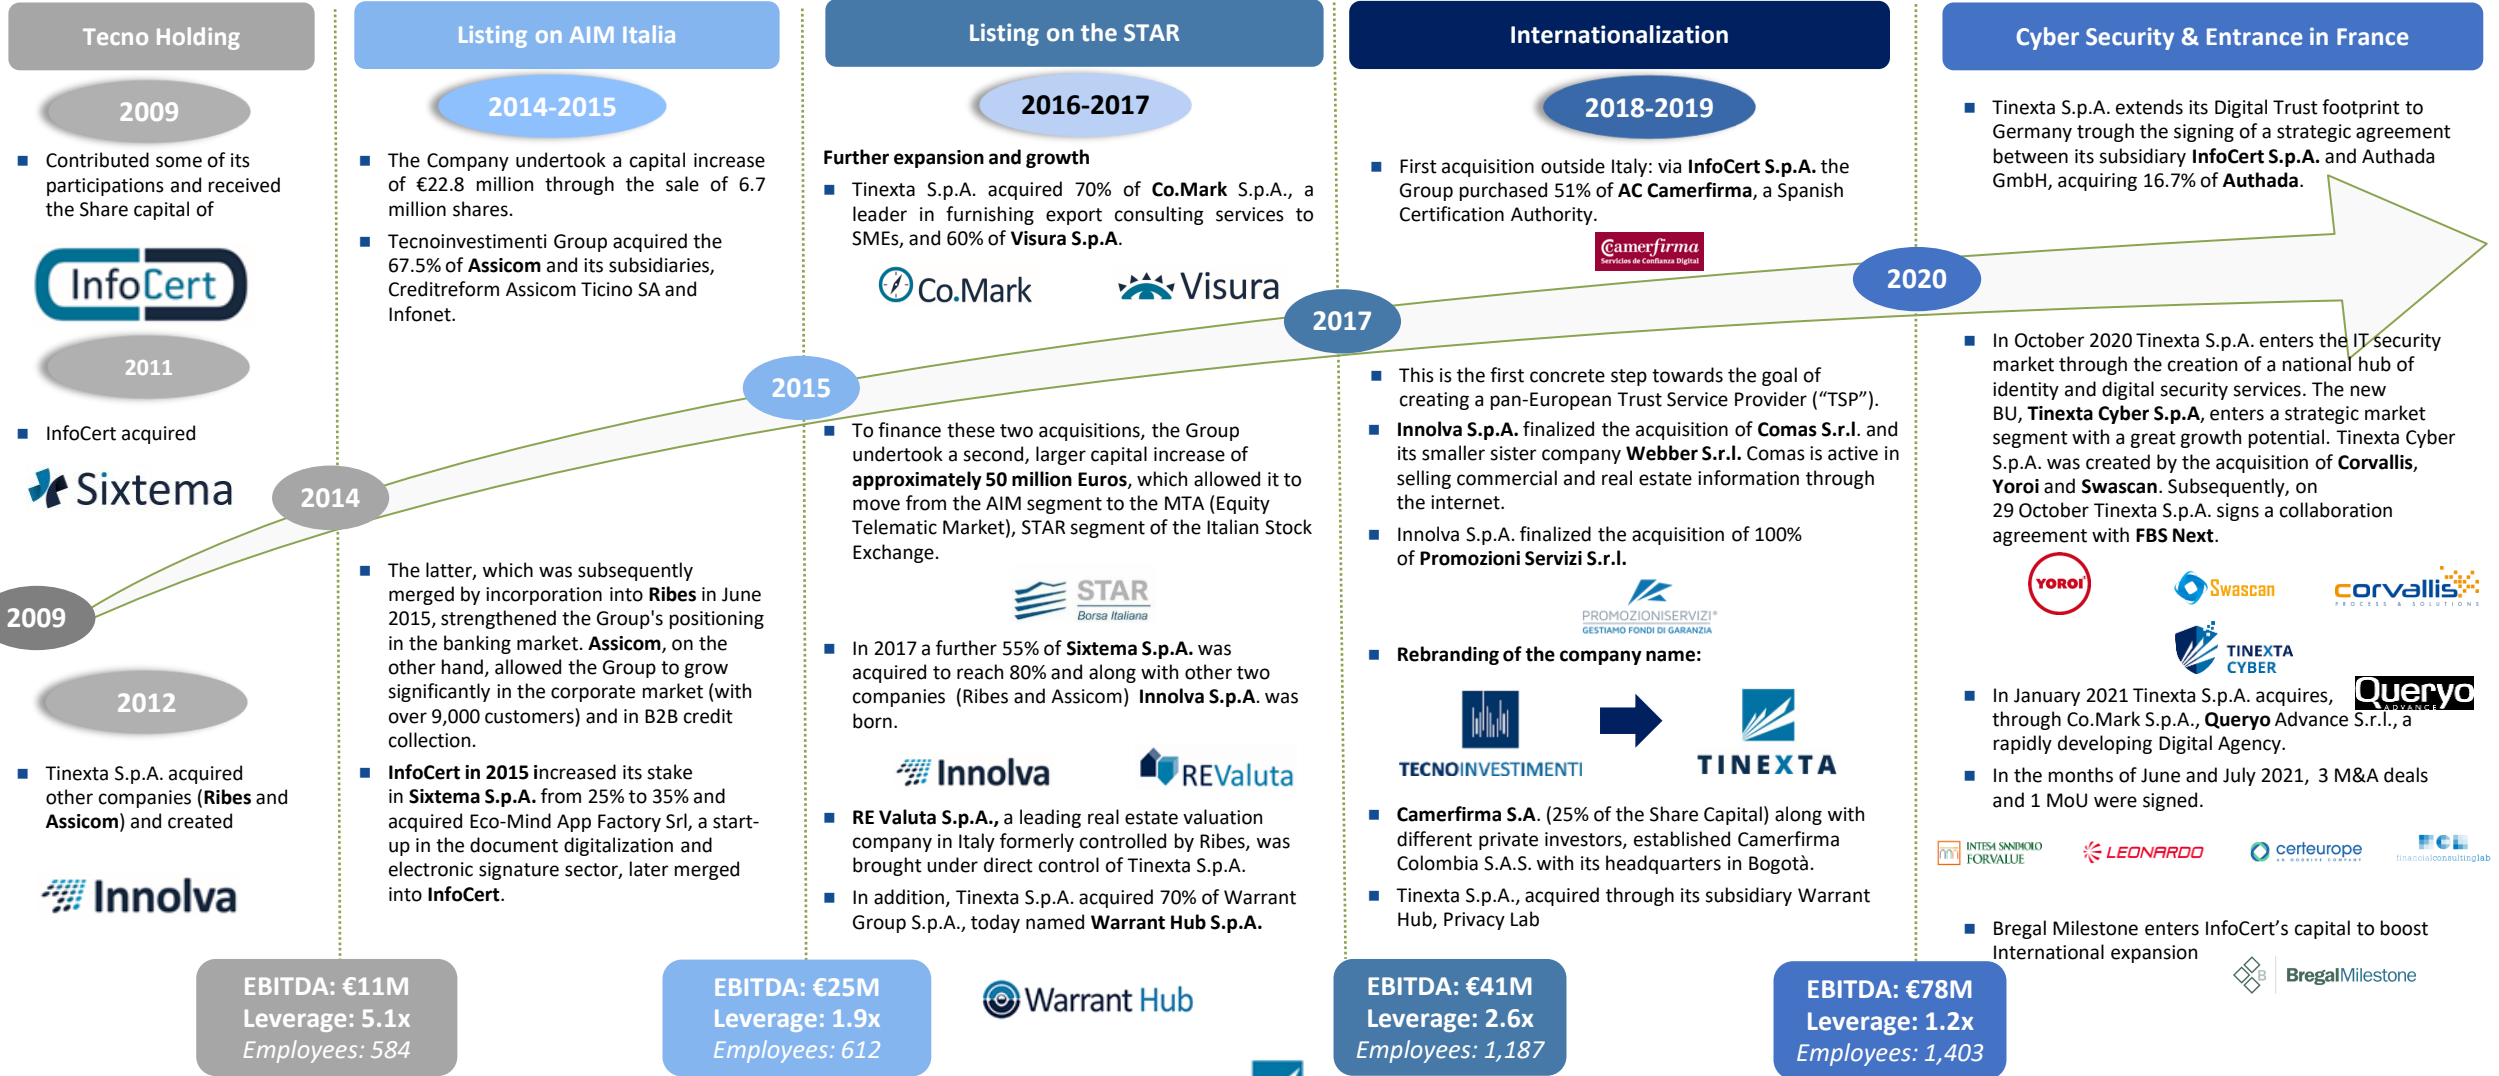 Tecno Holding
2009
Contributed some of its
participations and received
the Share capital of
InfoCert
2011
InfoCert acquired
Sixtema
2009
2012
Tinexta S.p.A. acquired
other companies (Ribes and
Assicom) and created
Innolva
Listing on AIM Italia
2014-2015
The Company undertook a capital increase
of €22.8 million through the sale of 6.7
million shares.
Tecnoinvestimenti Group acquired the
67.5% of Assicom and its subsidiaries,
Creditreform Assicom Ticino SA and
Infonet.
2014
The latter, which was subsequently
merged by incorporation into Ribes in June
2015, strengthened the Group's positioning
in the banking market. Assicom, on the
other hand, allowed the Group to grow
significantly in the corporate market (with
over 9,000 customers) and in B2B credit
collection.
InfoCert in 2015 increased its stake
in Sixtema S.p.A. from 25% to 35% and
acquired Eco-Mind App Factory Srl, a start-
up in the document digitalization and
electronic signature sector, later merged
into InfoCert.
EBITDA: €11M
Leverage: 5.1x
Employees: 584
Listing on the STAR
2016-2017
Further expansion and growth
Tinexta S.p.A. acquired 70% of Co.Mark S.p.A., a
leader in furnishing export consulting services to
SMEs, and 60% of Visura S.p.A.
Co.Mark
Visura
2015
To finance these two acquisitions, the Group
undertook a second, larger capital increase of
approximately 50 million Euros, which allowed it to
move from the AIM segment to the MTA (Equity
Telematic Market), STAR segment of the Italian Stock
Exchange.
STAR
Borsa Italiana
In 2017 a further 55% of Sixtema S.p.A. was
acquired to reach 80% and along with other two
companies (Ribes and Assicom) Innolva S.p.A. was
born.
Innolva
REValuta
RE Valuta S.p.A., a leading real estate valuation
company in Italy formerly controlled by Ribes, was
brought under direct control of Tinexta S.p.A.
In addition, Tinexta S.p.A. acquired 70% of Warrant
Group S.p.A., today named Warrant Hub S.p.A.
Warrant Hub
EBITDA: €25M
Leverage: 1.9x
Employees: 612
Internationalization
2018-2019
First acquisition outside Italy: via InfoCert S.p.A. the
Group purchased 51% of AC Camerfirma, a Spanish
Certification Authority.
Camerfirma
Servicios de Confianza Digital
2017
This is the first concrete step towards the goal of
creating a pan-European Trust Service Provider (“TSP”).
Innolva S.p.A. finalized the acquisition of Comas S.r.l. and
its smaller sister company Webber S.r.l. Comas is active in
selling commercial and real estate information through
the internet.
Innolva S.p.A. finalized the acquisition of 100%
of Promozioni Servizi S.r.l.
PROMOZIONISERVIZI®
GESTIAMO FONDI DI GARANZIA
Rebranding of the company name:
TECNOINVESTIMENTI
TINEXTA
Camerfirma S.A. (25% of the Share Capital) along with
different private investors, established Camerfirma
Colombia S.A.S. with its headquarters in Bogotà.
Tinexta S.p.A., acquired through its subsidiary Warrant
Hub, Privacy Lab
EBITDA: €41M
Leverage: 2.6x
Employees: 1,187
Cyber Security & Entrance in France
Tinexta S.p.A. extends its Digital Trust footprint to
Germany trough the signing of a strategic agreement
between its subsidiary InfoCert S.p.A. and Authada
GmbH, acquiring 16.7% of Authada.
2020
In October 2020 Tinexta S.p.A. enters the IT security
market through the creation of a national hub of
identity and digital security services. The new
BU, Tinexta Cyber S.p.A, enters a strategic market
segment with a great growth potential. Tinexta Cyber
S.p.A. was created by the acquisition of Corvallis,
Yoroi and Swascan. Subsequently, on
29 October Tinexta S.p.A. signs a collaboration
agreement with FBS Next.
YOROI
Swascan
corvallis
PROCESS & SOLUTIONS
TINEXTA
CYBER
Queryo
ADVANCE
In January 2021 Tinexta S.p.A. acquires,
through Co.Mark S.p.A., Queryo Advance S.r.l., a
rapidly developing Digital Agency.
In the months of June and July 2021, 3 M&A deals
and 1 MoU were signed.
INTESA SANPAOLO
FORVALUE
LEONARDO
certeurope
financialconsultinglab
Bregal Milestone enters InfoCert’s capital to boost
International expansion
B
BregalMilestone
EBITDA: €78M
Leverage: 1.2x
Employees: 1,403